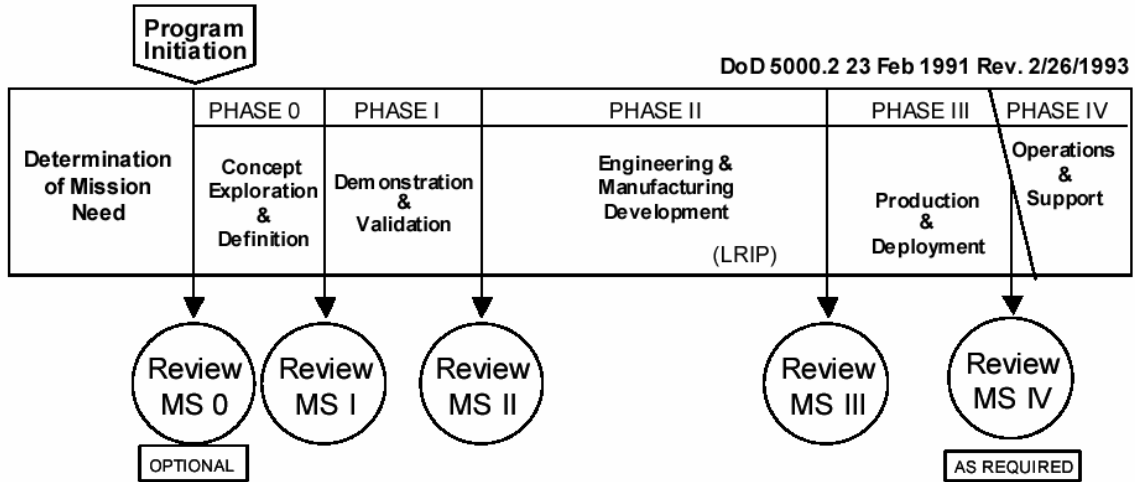 Program
Initiation
DoD 5000.2 23 Feb 1991 Rev. 2/26/1993
PHASE 0
PHASE I
PHASE II
PHASE III
PHASE IV
Determination
of Mission
Need
Concept
Exploration
&
Definition
Demonstration
&
Validation
Engineering &
Manufacturing
Development
(LRIP)
Production
&
Deployment
Operations
&
Support
Review
MS 0
Review
MS I
Review
MS II
Review
MS III
Review
MS IV
OPTIONAL
AS REQUIRED